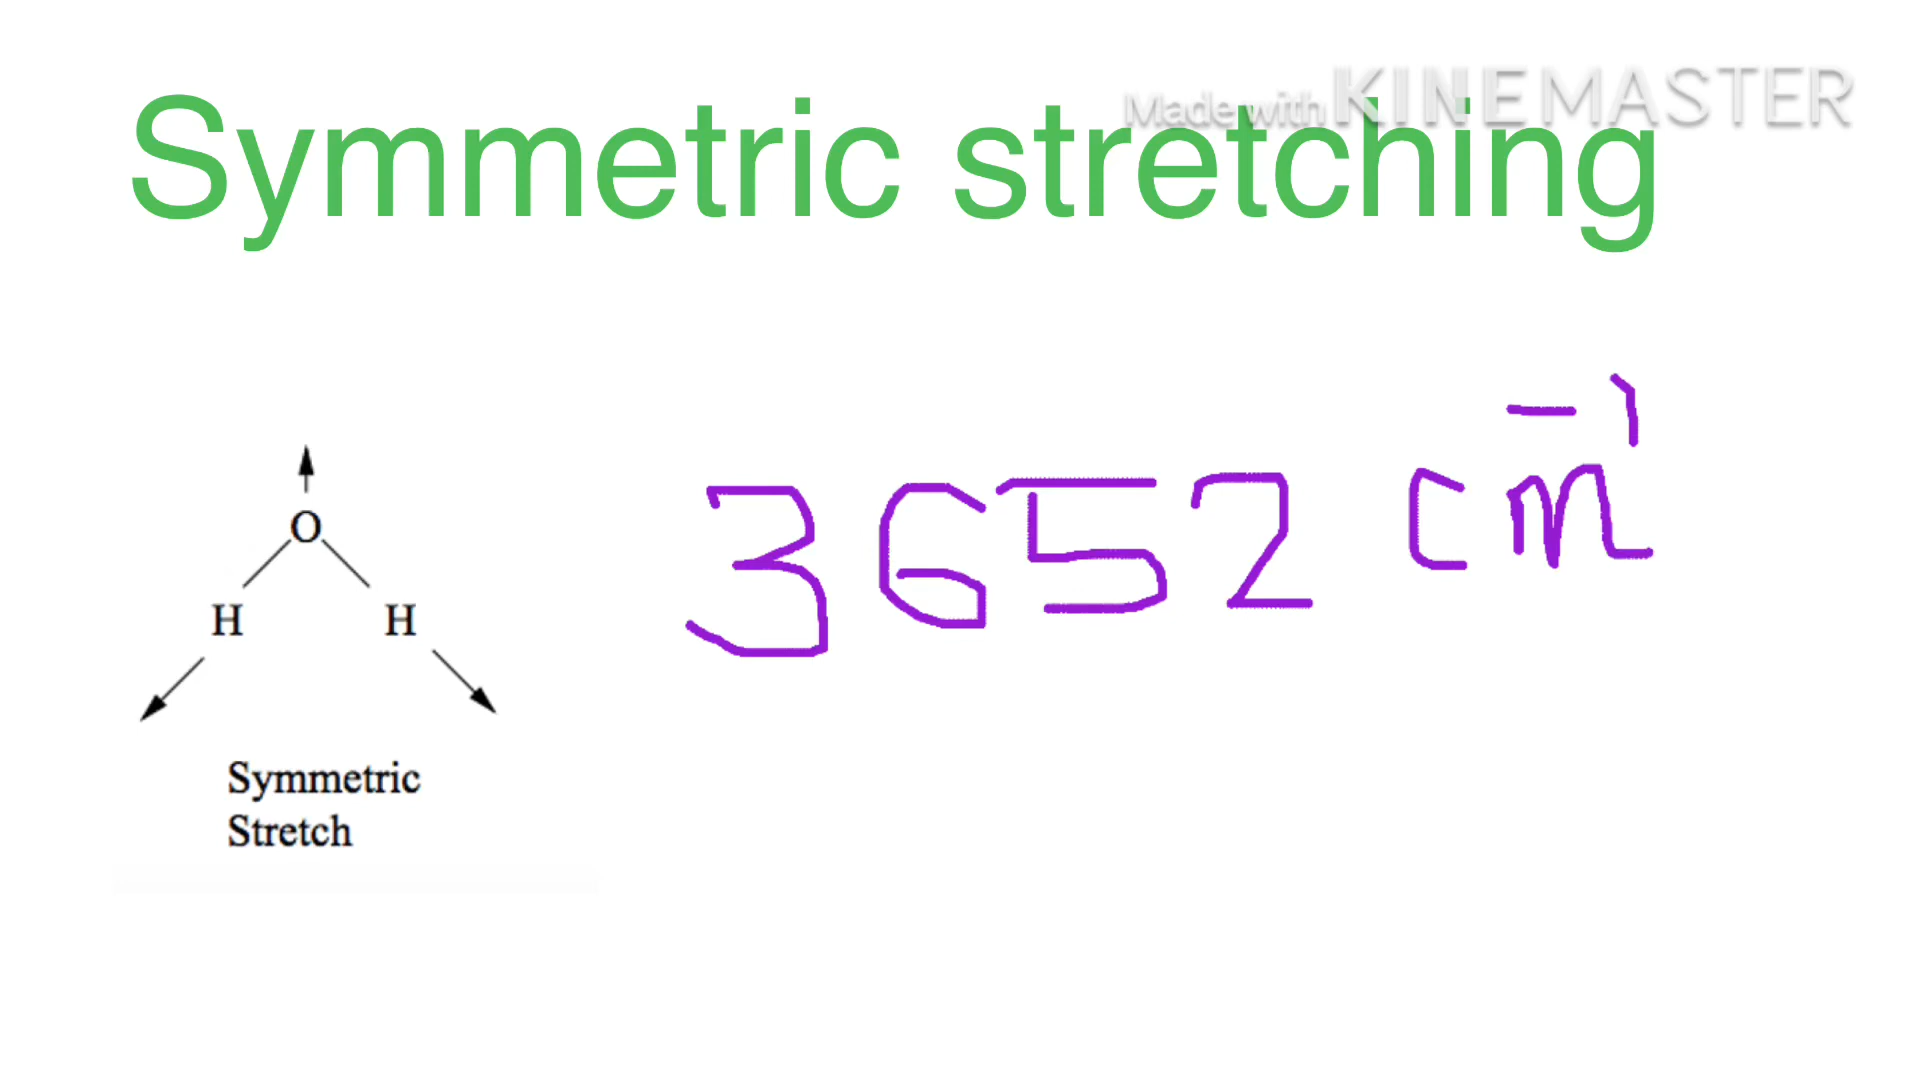 Made with KINEMASTER
Symmetric stretching
3652 cm⁻¹
O
H H
Symmetric
Stretch